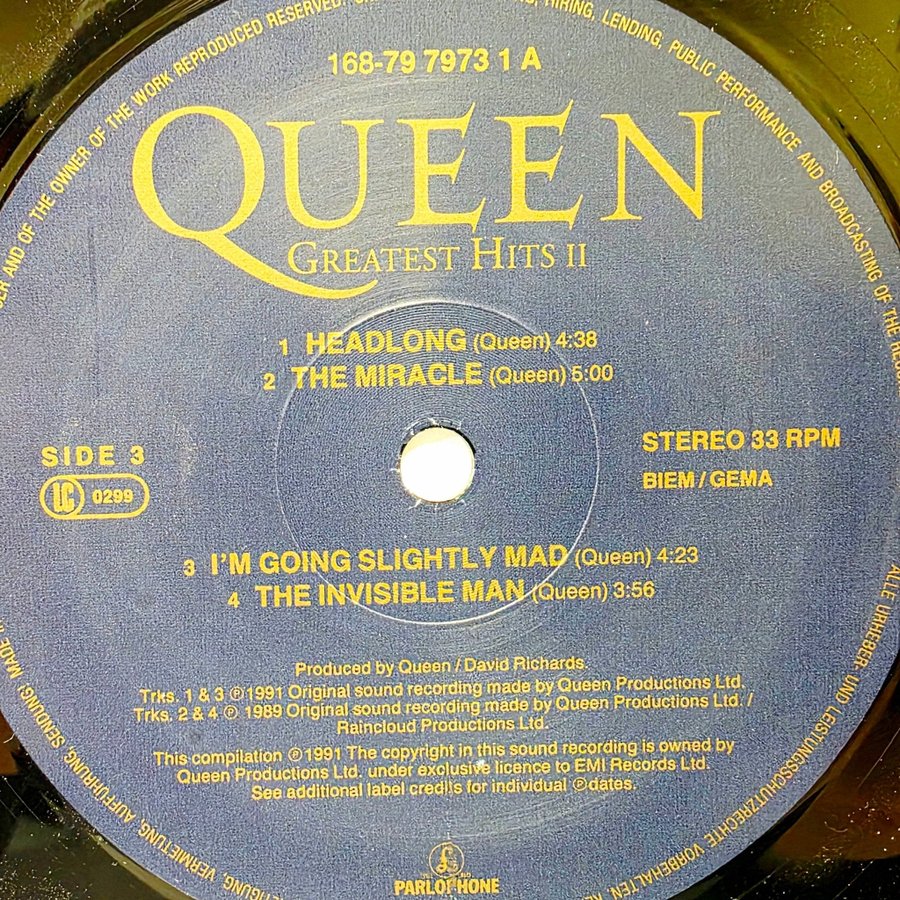 168-79 7973 1 A
QUEEN
GREATEST HITS II
1 HEADLONG (Queen) 4:38
2 THE MIRACLE (Queen) 5:00
SIDE 3
LC 0299
STEREO 33 RPM
BIEM / GEMA
3 I'M GOING SLIGHTLY MAD (Queen) 4:23
4 THE INVISIBLE MAN (Queen) 3:56
Produced by Queen / David Richards.
Trks. 1 & 3 ℗ 1991 Original sound recording made by Queen Productions Ltd.
Trks. 2 & 4 ℗ 1989 Original sound recording made by Queen Productions Ltd. /
Raincloud Productions Ltd.
This compilation ℗ 1991 The copyright in this sound recording is owned by
Queen Productions Ltd. under exclusive licence to EMI Records Ltd.
See additional label credits for individual ℗ dates.
PARLOPHONE
AND OF THE OWNER OF THE WORK REPRODUCED RESERVED. HIRING, LENDING, PUBLIC PERFORMANCE AND BROADCASTING OF THE
ALLE URHEBER- UND LEISTUNGSSCHUTZRECHTE VORBEHALTEN
VERMIETUNG, AUFFÜHRUNG, SENDUNG! MADE